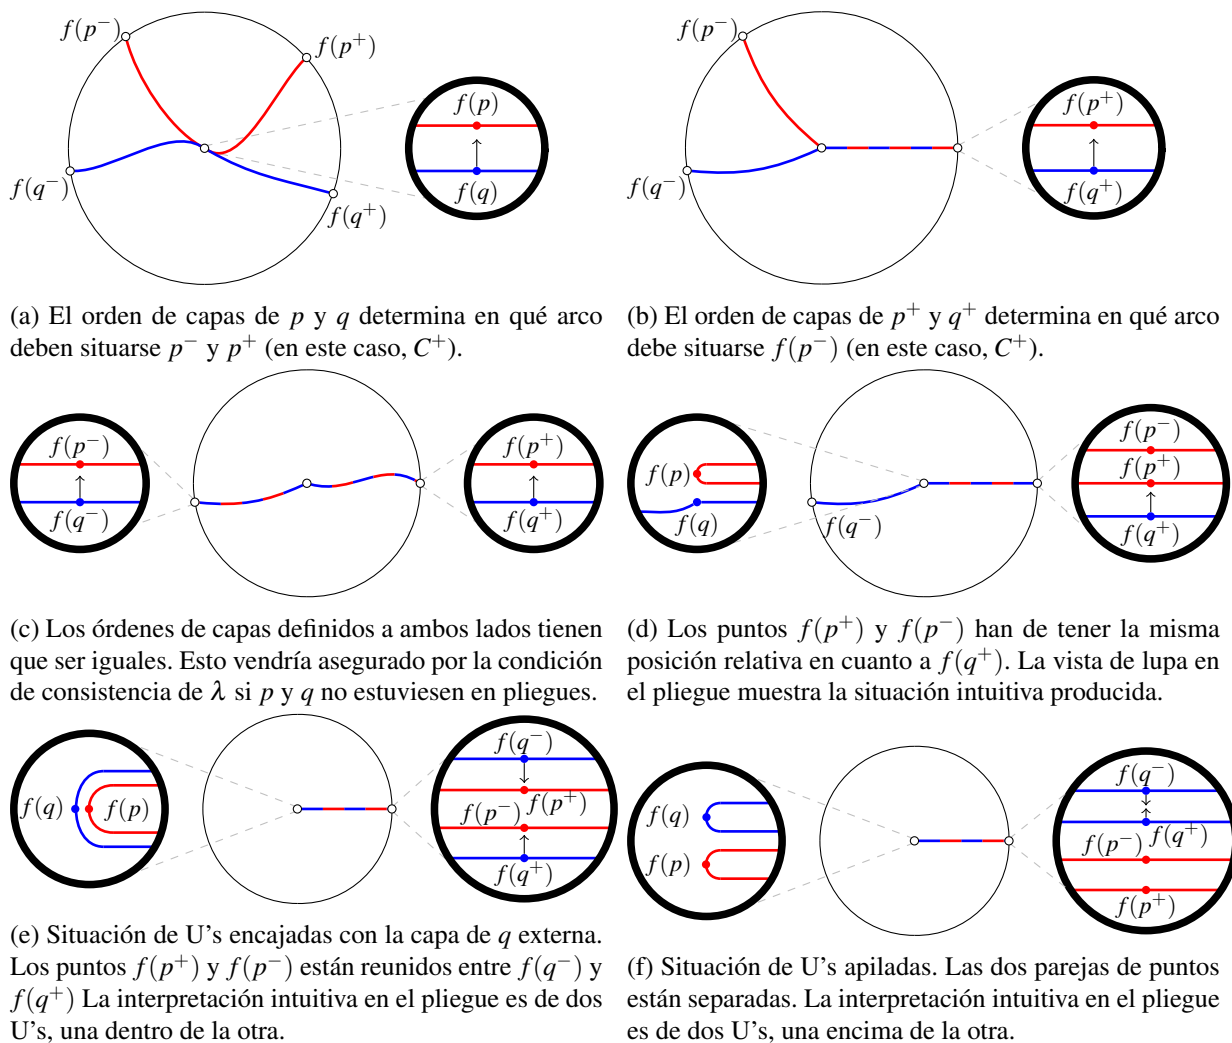 f(p⁻)
f(p⁺)
f(q⁻)
f(q⁺)
f(p)
f(q)
f(p⁻)
f(q⁻)
f(p⁺)
f(q⁺)
(a) El orden de capas de p y q determina en qué arco
deben situarse p⁻ y p⁺ (en este caso, C⁺).
(b) El orden de capas de p⁺ y q⁺ determina en qué arco
debe situarse f(p⁻) (en este caso, C⁺).
f(p⁻)
f(q⁻)
f(p⁺)
f(q⁺)
f(p)
f(q)
f(q⁻)
f(p⁻)
f(p⁺)
f(q⁺)
(c) Los órdenes de capas definidos a ambos lados tienen
que ser iguales. Esto vendría asegurado por la condición
de consistencia de λ si p y q no estuviesen en pliegues.
(d) Los puntos f(p⁺) y f(p⁻) han de tener la misma
posición relativa en cuanto a f(q⁺). La vista de lupa en
el pliegue muestra la situación intuitiva producida.
f(q)
f(p)
f(q⁻)
f(p⁺)
f(p⁻)
f(q⁺)
f(q)
f(p)
f(q⁻)
f(q⁺)
f(p⁻)
f(p⁺)
(e) Situación de U's encajadas con la capa de q externa.
Los puntos f(p⁺) y f(p⁻) están reunidos entre f(q⁻) y
f(q⁺) La interpretación intuitiva en el pliegue es de dos
U's, una dentro de la otra.
(f) Situación de U's apiladas. Las dos parejas de puntos
están separadas. La interpretación intuitiva en el pliegue
es de dos U's, una encima de la otra.